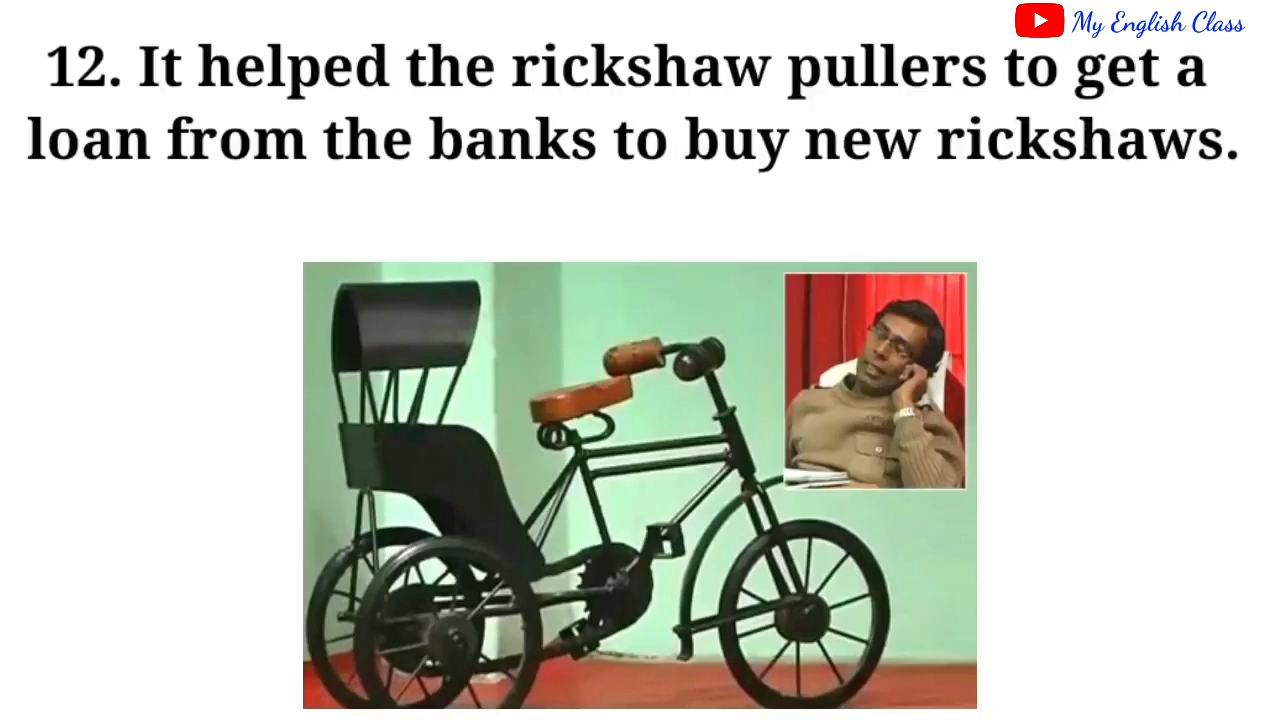 My English Class
12. It helped the rickshaw pullers to get a
loan from the banks to buy new rickshaws.